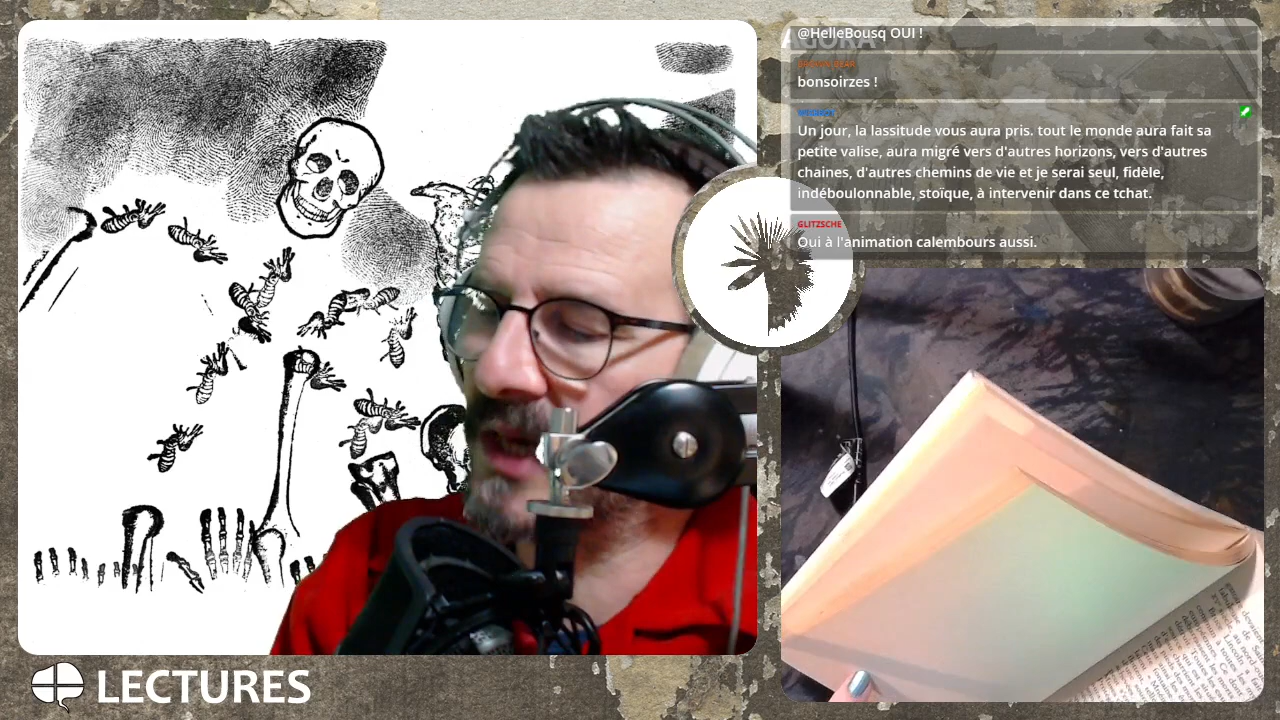 AGORA
@HelleBousq OUI !
bonsoirzes !
Un jour, la lassitude vous aura pris. tout le monde aura fait sa
petite valise, aura migré vers d'autres horizons, vers d'autres
chaines, d'autres chemins de vie et je serai seul, fidèle,
indéboulonnable, stoïque, à intervenir dans ce tchat.
GLITZSCHE
Oui à l'animation calembours aussi.
LECTURES